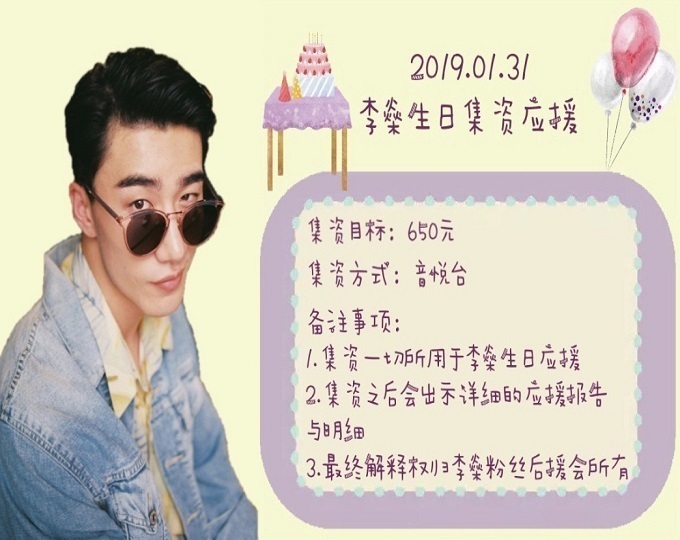 2019.01.31
李燊生日集资应援
集资目标：650元
集资方式：音悦台
备注事项：
1.集资一切所用于李燊生日应援
2.集资之后会出示详细的应援报告
与明细
3.最终解释权归李燊粉丝后援会所有